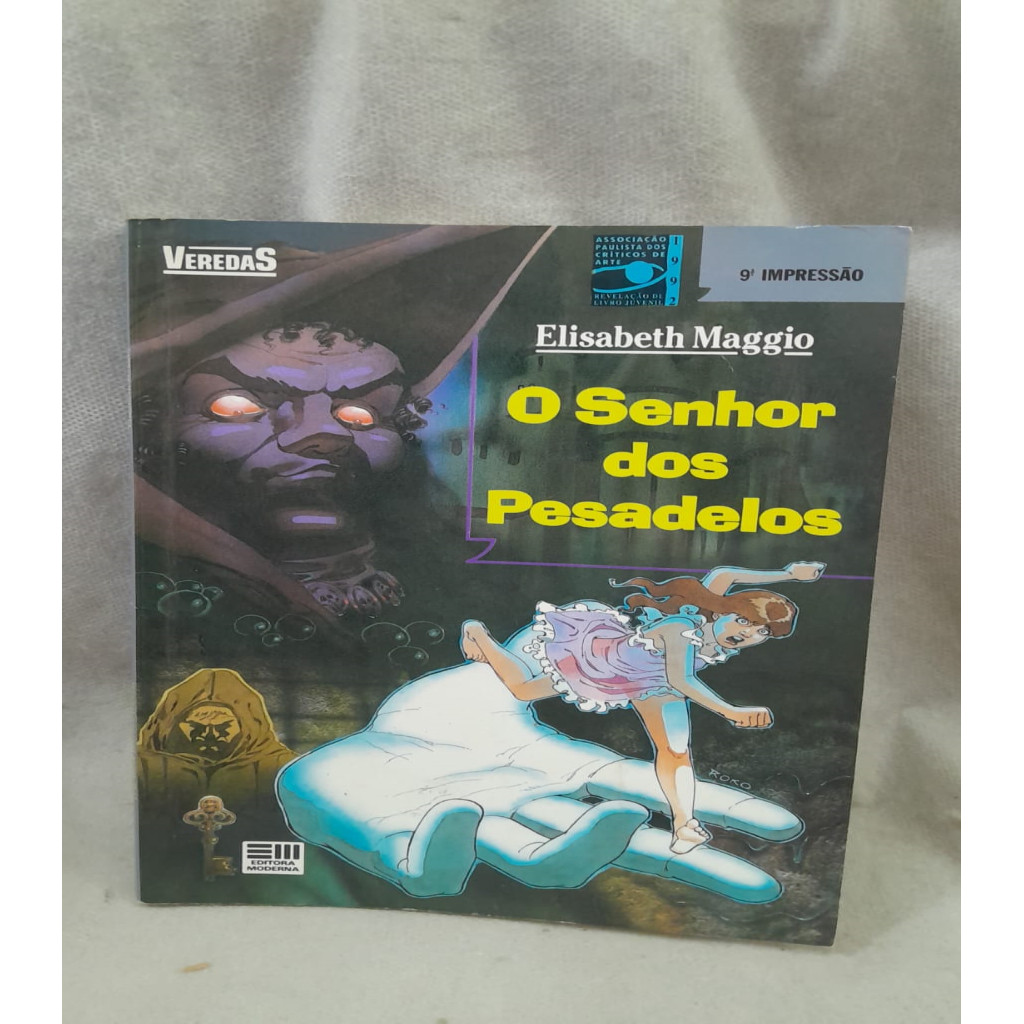 VEREDAS
ASSOCIAÇÃO
PAULISTA DOS
CRÍTICOS DE
ARTE
REVELAÇÃO DE
LIVRO JUVENIL
1992
9ª IMPRESSÃO
Elisabeth Maggio
O Senhor
dos
Pesadelos
ROKO
EDITORA
MODERNA